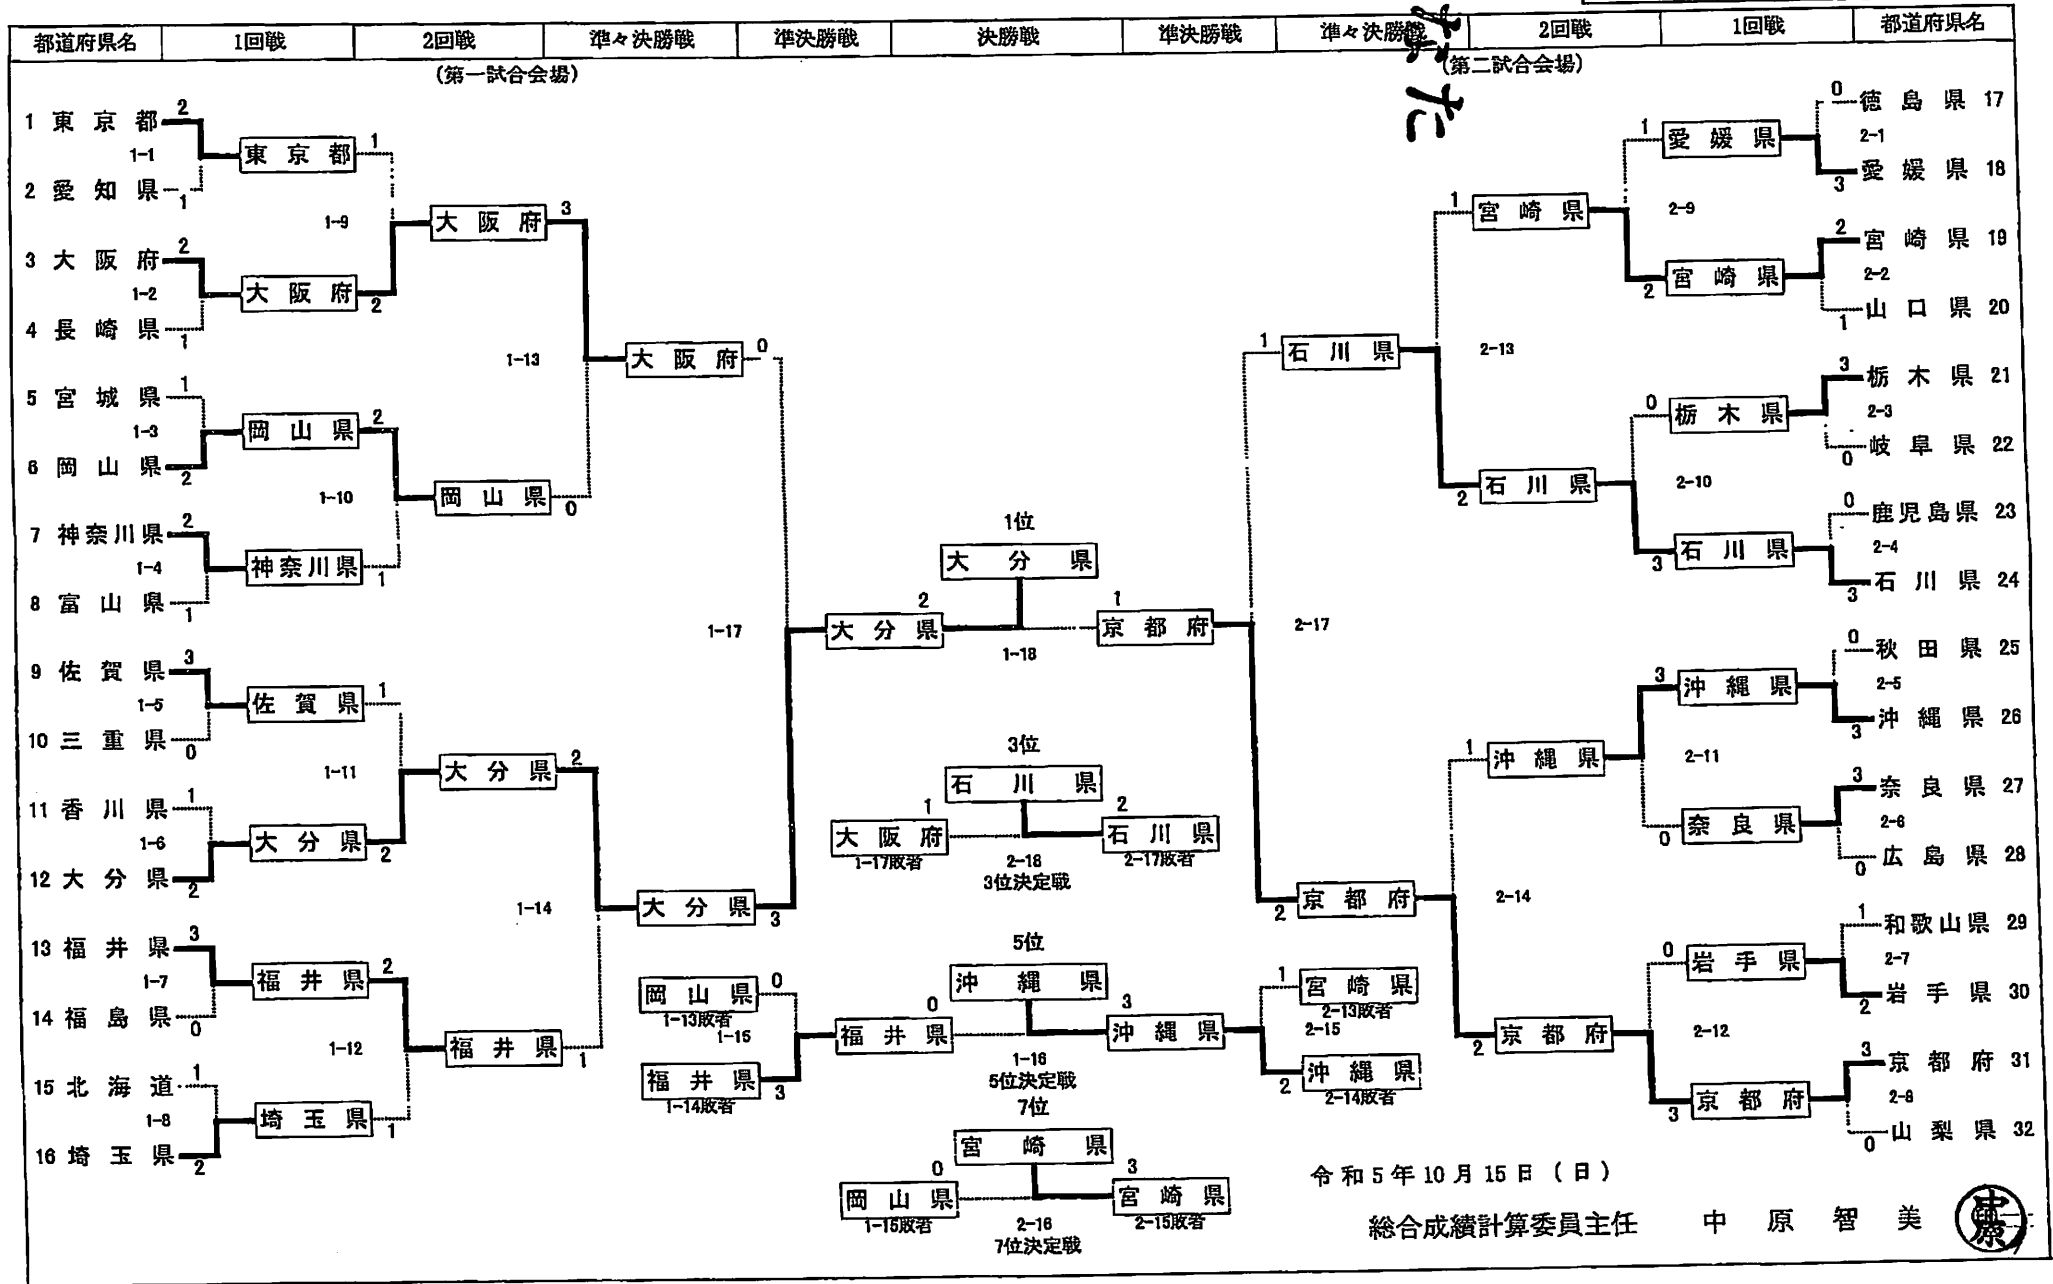 都道府県名 1回戦 2回戦 準々決勝戦 準決勝戦 決勝戦 準決勝戦 準々決勝戦 2回戦 1回戦 都道府県名
(第一試合会場) (第二試合会場)
1 東京都 2
1-1
2 愛知県 1
東京都 1
1-9
3 大阪府 2
1-2
4 長崎県 1
大阪府 2
大阪府 3
1-13
5 宮城県 1
1-3
6 岡山県 2
岡山県 2
1-10
7 神奈川県 2
1-4
8 富山県 1
神奈川県 1
岡山県 0
大阪府 0
1-17
9 佐賀県 3
1-5
10 三重県 0
佐賀県 1
1-11
11 香川県 1
1-6
12 大分県 2
大分県 2
大分県 2
1-14
13 福井県 3
1-7
14 福島県 0
福井県 2
1-12
15 北海道 1
1-8
16 埼玉県 2
埼玉県 1
福井県 1
大分県 3
1位
大分県
大分県 2
1 京都府
1-18
3位
石川県
大阪府 1
1-17敗者
2 石川県
2-17敗者
2-18
3位決定戦
5位
沖縄県
岡山県 0
1-13敗者
1-15
福井県 3
1-14敗者
福井県 0
3 沖縄県
1-16
5位決定戦
1 宮崎県
2-13敗者
2-15
2 沖縄県
2-14敗者
7位
宮崎県
岡山県 0
1-15敗者
3 宮崎県
2-15敗者
2-16
7位決定戦
0 徳島県 17
2-1
3 愛媛県 18
1 愛媛県
2-9
2 宮崎県 19
2-2
1 山口県 20
2 宮崎県
1 宮崎県
2-13
3 栃木県 21
2-3
0 岐阜県 22
0 栃木県
2-10
0 鹿児島県 23
2-4
3 石川県 24
3 石川県
2 石川県
1 石川県
2-17
0 秋田県 25
2-5
3 沖縄県 26
3 沖縄県
2-11
3 奈良県 27
2-6
0 広島県 28
0 奈良県
1 沖縄県
2-14
1 和歌山県 29
2-7
2 岩手県 30
0 岩手県
2-12
3 京都府 31
2-8
0 山梨県 32
3 京都府
2 京都府
2 京都府
令和5年10月15日(日)
総合成績計算委員主任 中原智美
中原